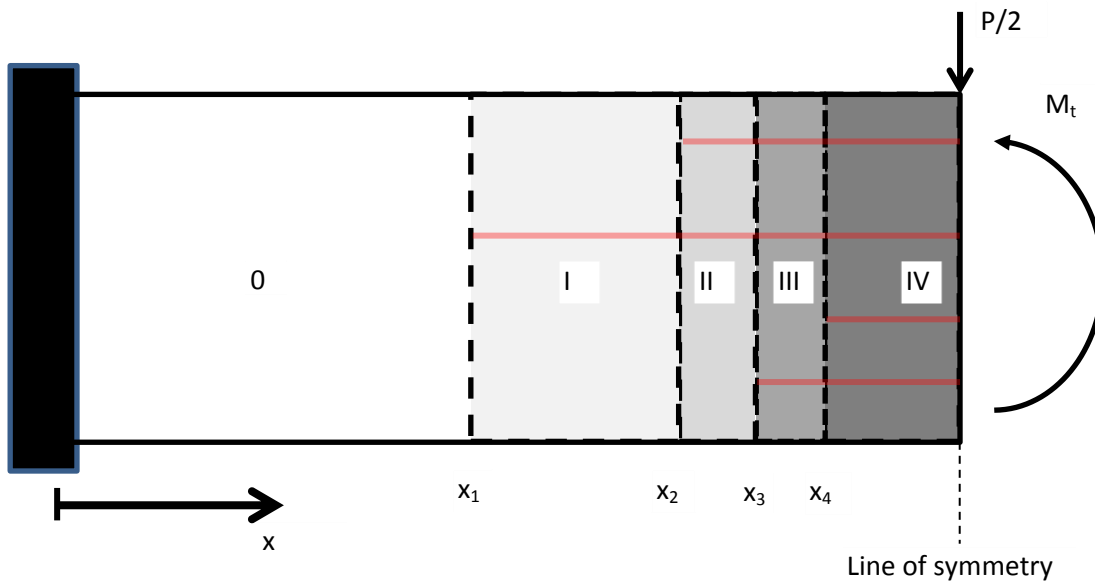 P/2
Mₜ
0
I
II
III
IV
x₁
x₂
x₃
x₄
x
Line of symmetry